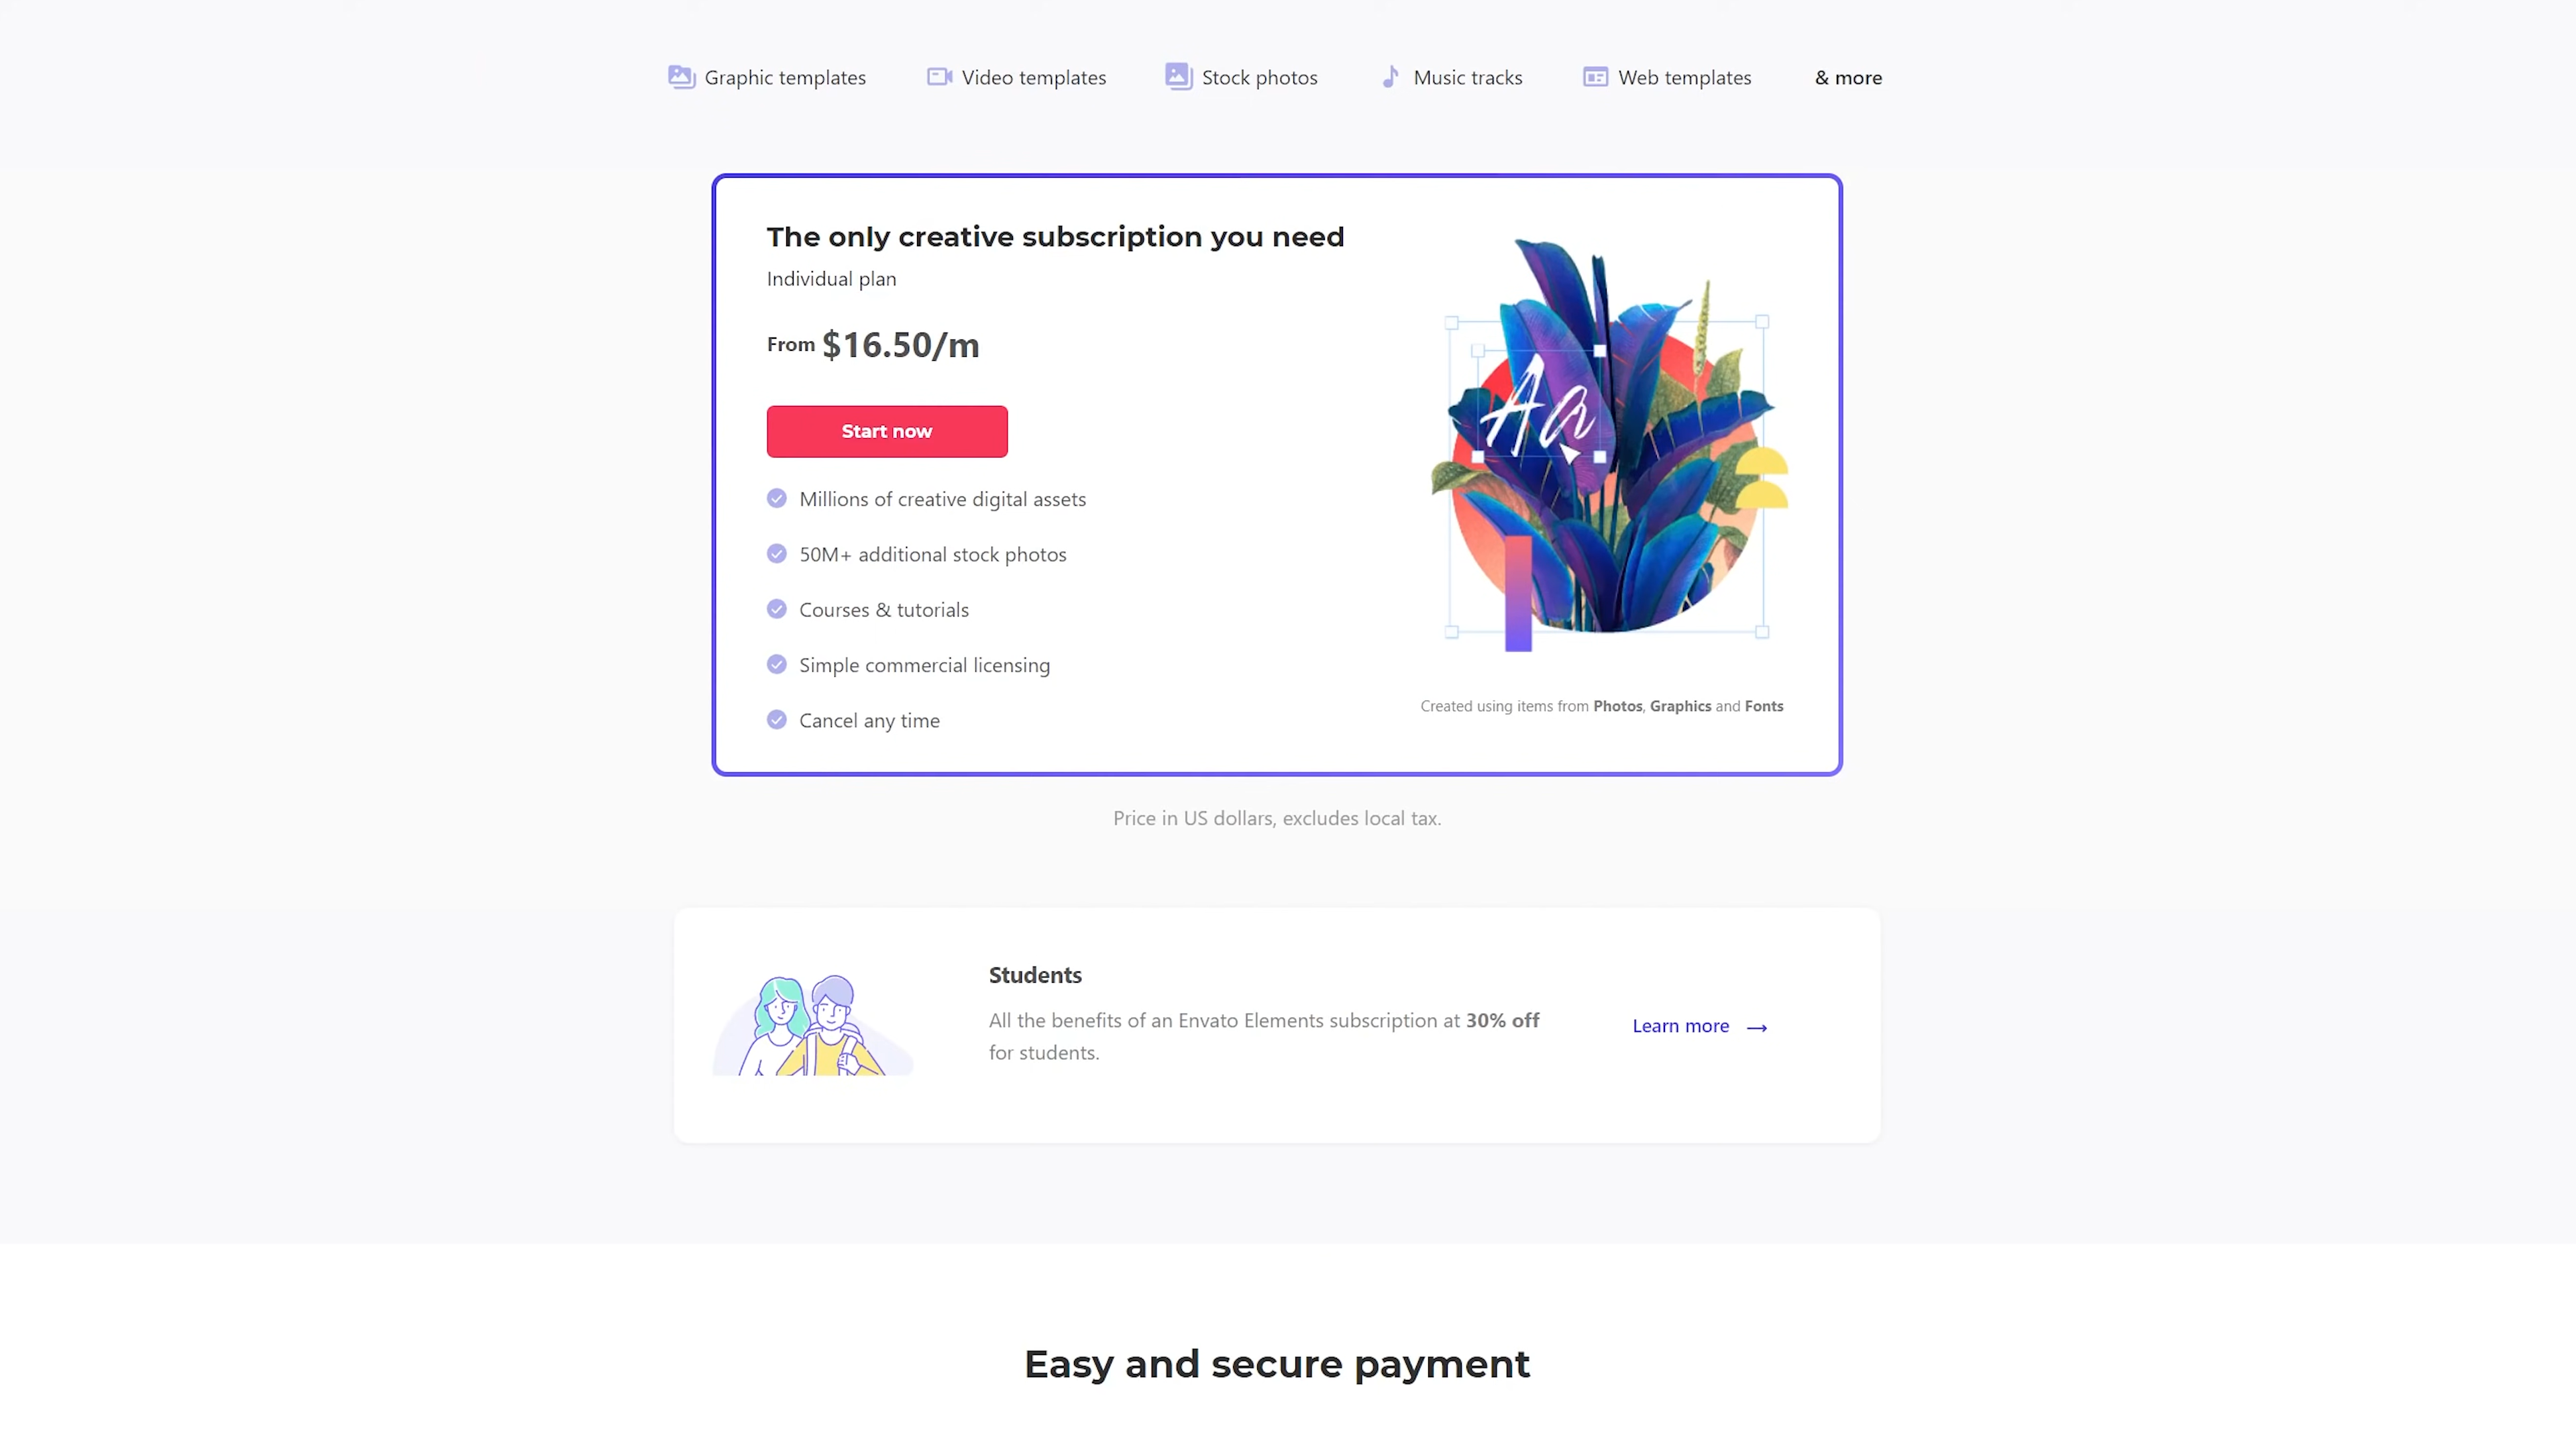 Graphic templates
Video templates
Stock photos
Music tracks
Web templates
& more
The only creative subscription you need
Individual plan
From $16.50/m
Start now
Millions of creative digital assets
50M+ additional stock photos
Courses & tutorials
Simple commercial licensing
Cancel any time
Aa
Created using items from Photos, Graphics and Fonts
Price in US dollars, excludes local tax.
Students
All the benefits of an Envato Elements subscription at 30% off
for students.
Learn more →
Easy and secure payment